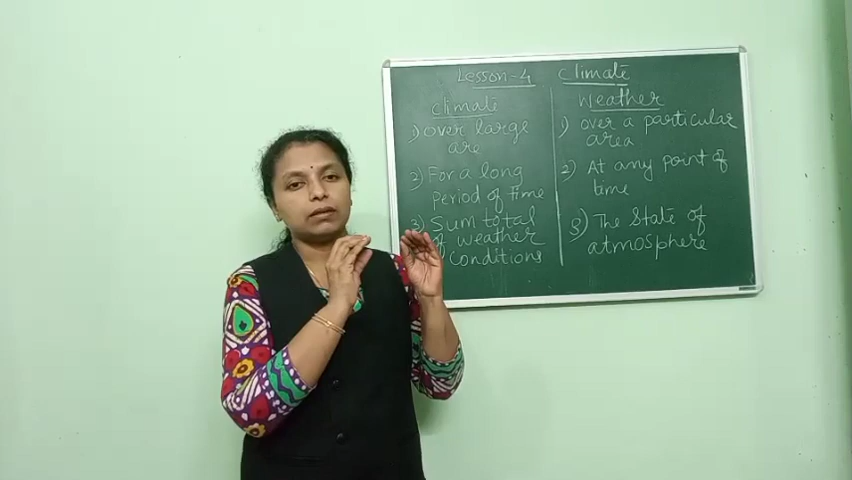 Lesson-4 Climate
Climate
1) Over large
are
2) For a long
Period of time
3) Sum total
of weather
Conditions
Weather
1) over a particular
area
2) At any point of
time
3) The State of
atmosphere